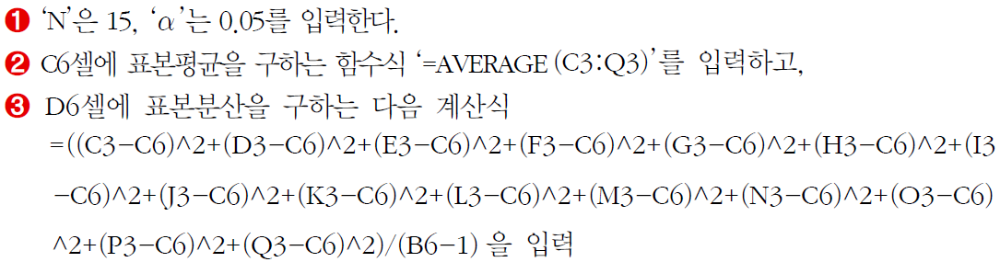 ❶ ‘N’은 15, ‘α’는 0.05를 입력한다.
❷ C6셀에 표본평균을 구하는 함수식 ‘=AVERAGE (C3:Q3)’를 입력하고,
❸ D6셀에 표본분산을 구하는 다음 계산식
=((C3-C6)^2+(D3-C6)^2+(E3-C6)^2+(F3-C6)^2+(G3-C6)^2+(H3-C6)^2+(I3
-C6)^2+(J3-C6)^2+(K3-C6)^2+(L3-C6)^2+(M3-C6)^2+(N3-C6)^2+(O3-C6)
^2+(P3-C6)^2+(Q3-C6)^2)/(B6-1) 을 입력